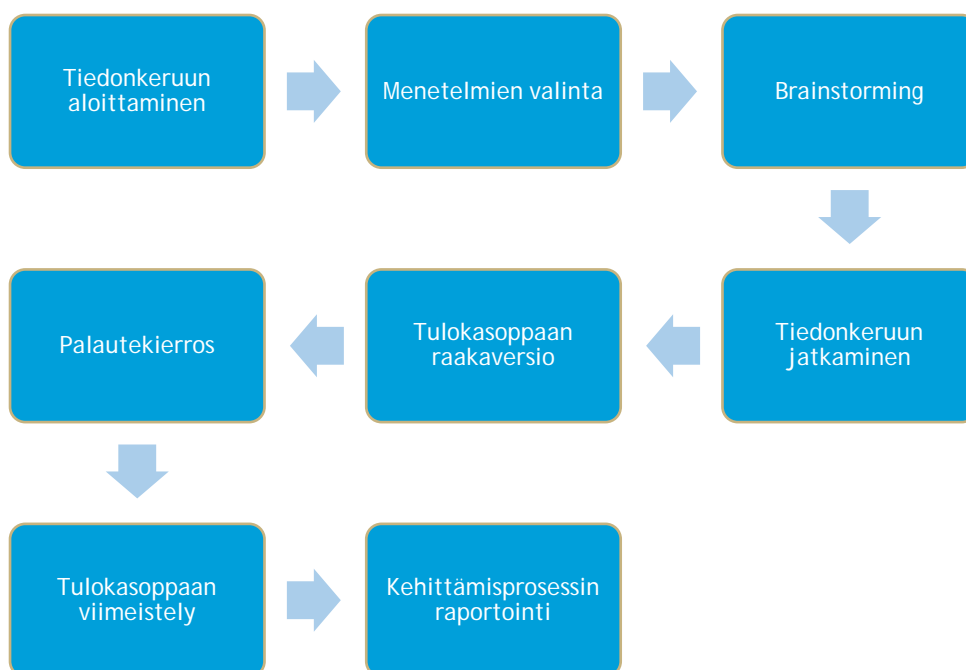 Tiedonkeruun
aloittaminen
Menetelmien valinta
Brainstorming
Tiedonkeruun
jatkaminen
Tulokasoppaan
raakaversio
Palautekierros
Tulokasoppaan
viimeistely
Kehittämisprosessin
raportointi